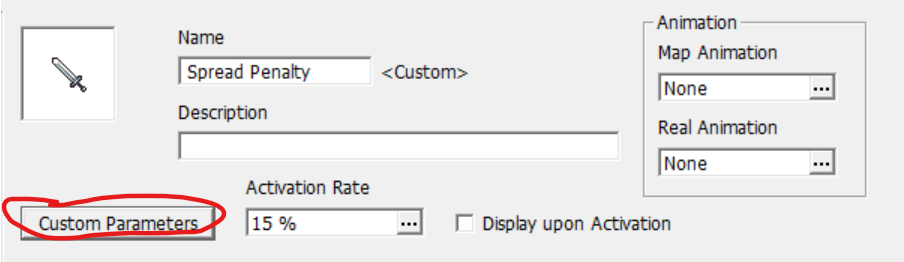 Name
Spread Penalty <Custom>
Description
Custom Parameters
Activation Rate
15 % ...
Display upon Activation
Animation
Map Animation
None ...
Real Animation
None ...